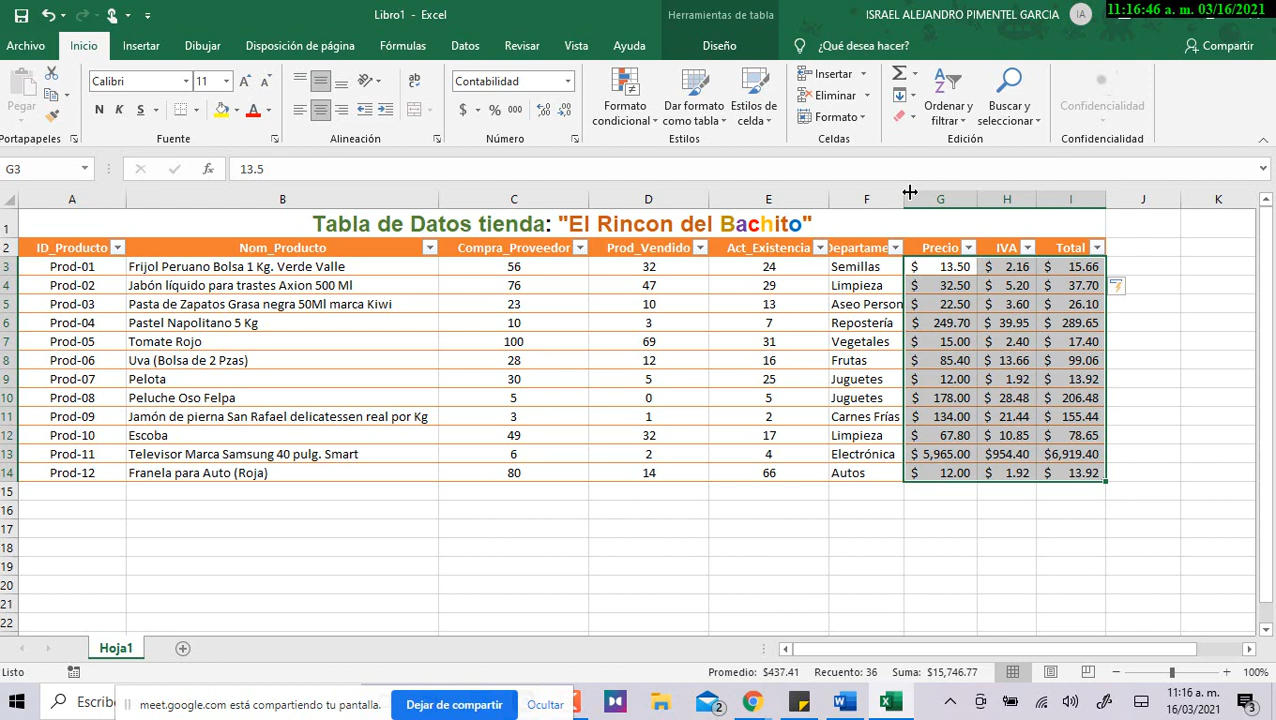 Libro1 - Excel
Herramientas de tabla
ISRAEL ALEJANDRO PIMENTEL GARCIA
IA
11:16:46 a. m. 03/16/2021
Archivo Inicio Insertar Dibujar Disposición de página Fórmulas Datos Revisar Vista Ayuda Diseño ¿Qué desea hacer? Compartir
Pegar
Calibri 11
N K S
Contabilidad
$ % 000
Formato condicional
Dar formato como tabla
Estilos de celda
Insertar
Eliminar
Formato
Ordenar y filtrar
Buscar y seleccionar
Confidencialidad
Portapapeles Fuente Alineación Número Estilos Celdas Edición Confidencialidad
G3 fx 13.5
A B C D E F G H I J K
1 Tabla de Datos tienda: "El Rincon del Bachito"
2 ID_Producto Nom_Producto Compra_Proveedor Prod_Vendido Act_Existencia Departame Precio IVA Total
3 Prod-01 Frijol Peruano Bolsa 1 Kg. Verde Valle 56 32 24 Semillas $ 13.50 $ 2.16 $ 15.66
4 Prod-02 Jabón líquido para trastes Axion 500 Ml 76 47 29 Limpieza $ 32.50 $ 5.20 $ 37.70
5 Prod-03 Pasta de Zapatos Grasa negra 50Ml marca Kiwi 23 10 13 Aseo Person $ 22.50 $ 3.60 $ 26.10
6 Prod-04 Pastel Napolitano 5 Kg 10 3 7 Repostería $ 249.70 $ 39.95 $ 289.65
7 Prod-05 Tomate Rojo 100 69 31 Vegetales $ 15.00 $ 2.40 $ 17.40
8 Prod-06 Uva (Bolsa de 2 Pzas) 28 12 16 Frutas $ 85.40 $ 13.66 $ 99.06
9 Prod-07 Pelota 30 5 25 Juguetes $ 12.00 $ 1.92 $ 13.92
10 Prod-08 Peluche Oso Felpa 5 0 5 Juguetes $ 178.00 $ 28.48 $ 206.48
11 Prod-09 Jamón de pierna San Rafael delicatessen real por Kg 3 1 2 Carnes Frías $ 134.00 $ 21.44 $ 155.44
12 Prod-10 Escoba 49 32 17 Limpieza $ 67.80 $ 10.85 $ 78.65
13 Prod-11 Televisor Marca Samsung 40 pulg. Smart 6 2 4 Electrónica $ 5,965.00 $954.40 $6,919.40
14 Prod-12 Franela para Auto (Roja) 80 14 66 Autos $ 12.00 $ 1.92 $ 13.92
15
16
17
18
19
20
21
22
Hoja1
Listo Promedio: $437.41 Recuento: 36 Suma: $15,746.77 100%
Escribe
meet.google.com está compartiendo tu pantalla. Dejar de compartir Ocultar
2
11:16 a. m.
16/03/2021
3